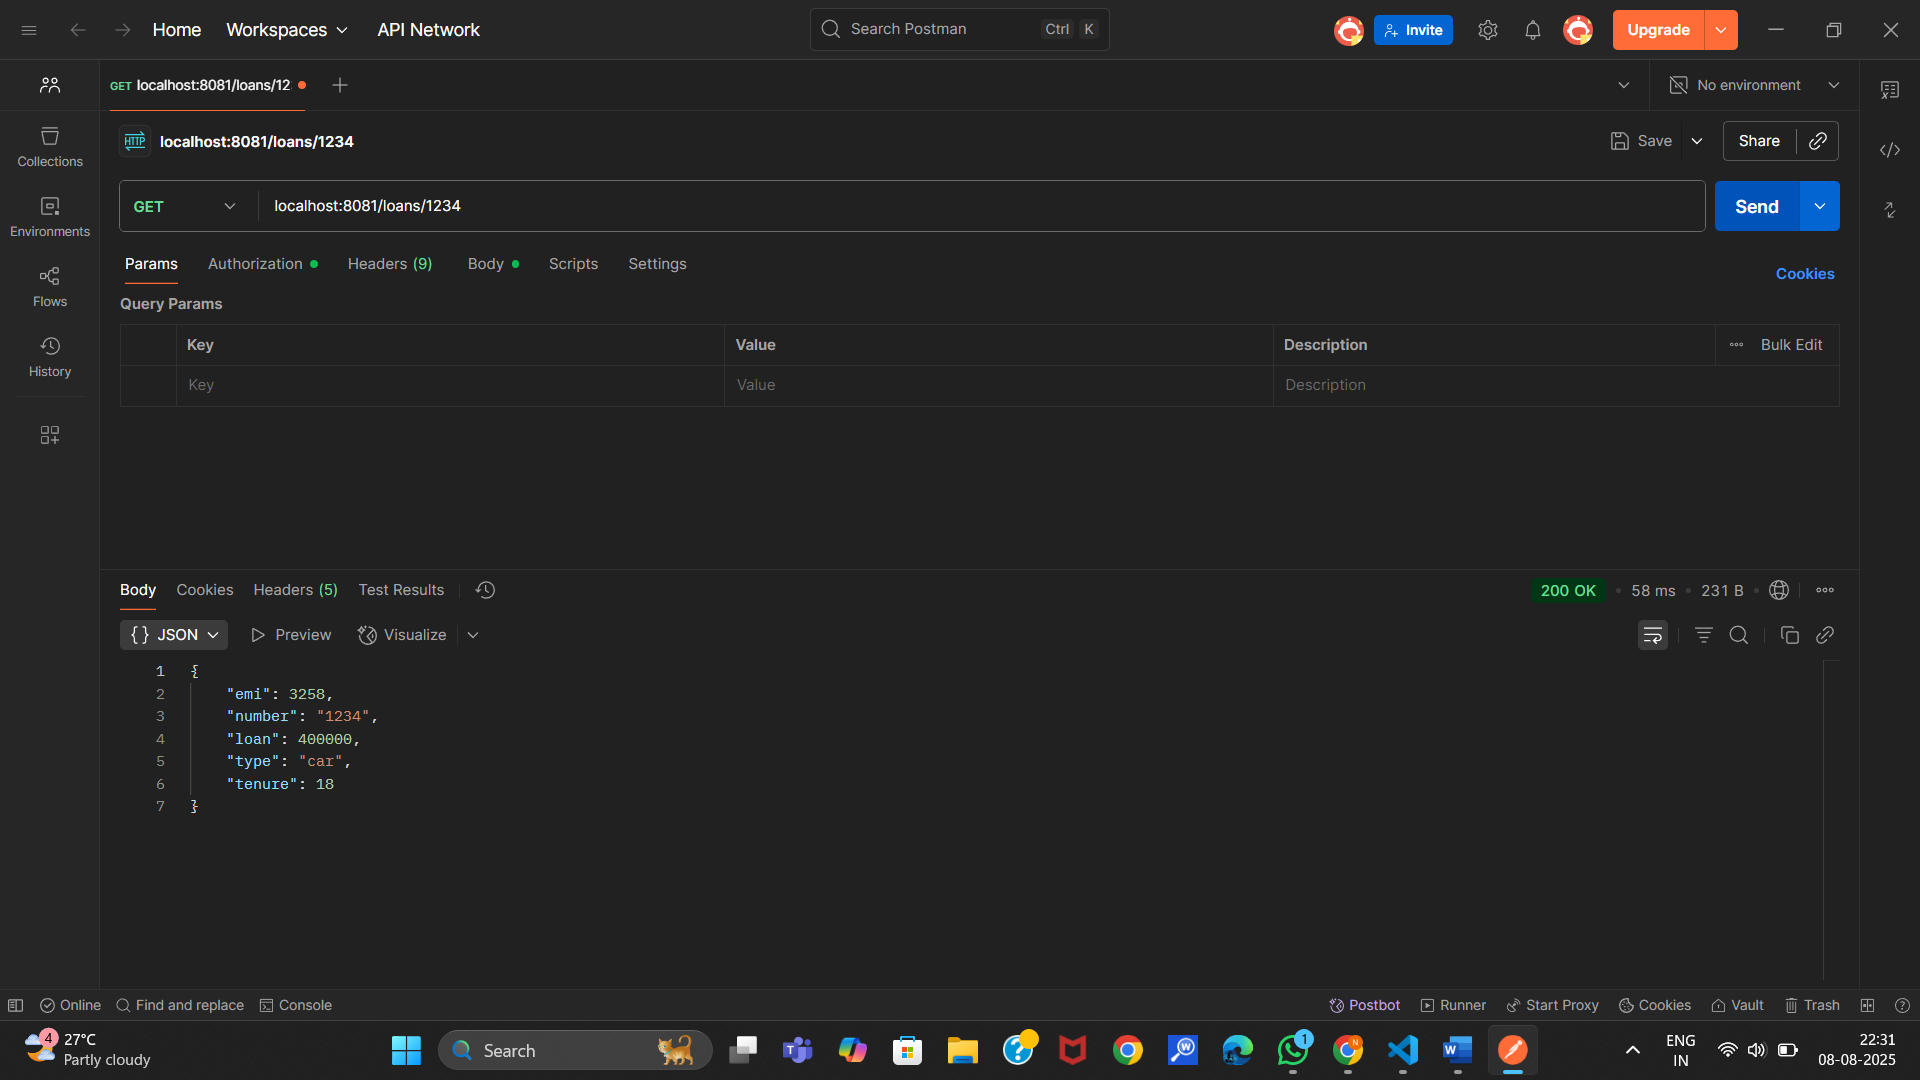 Home Workspaces API Network Search Postman Ctrl K Invite Upgrade
GET localhost:8081/loans/12 No environment
HTTP localhost:8081/loans/1234 Save Share
GET localhost:8081/loans/1234 Send
Collections
Environments
Flows
History
Params Authorization Headers (9) Body Scripts Settings Cookies
Query Params
Key Value Description Bulk Edit
Key Value Description
Body Cookies Headers (5) Test Results 200 OK 58 ms 231 B
{} JSON Preview Visualize
1 {
2 "emi": 3258,
3 "number": "1234",
4 "loan": 400000,
5 "type": "car",
6 "tenure": 18
7 }
Online Find and replace Console Postbot Runner Start Proxy Cookies Vault Trash
4 27°C
Partly cloudy
Search
1
ENG
IN
22:31
08-08-2025